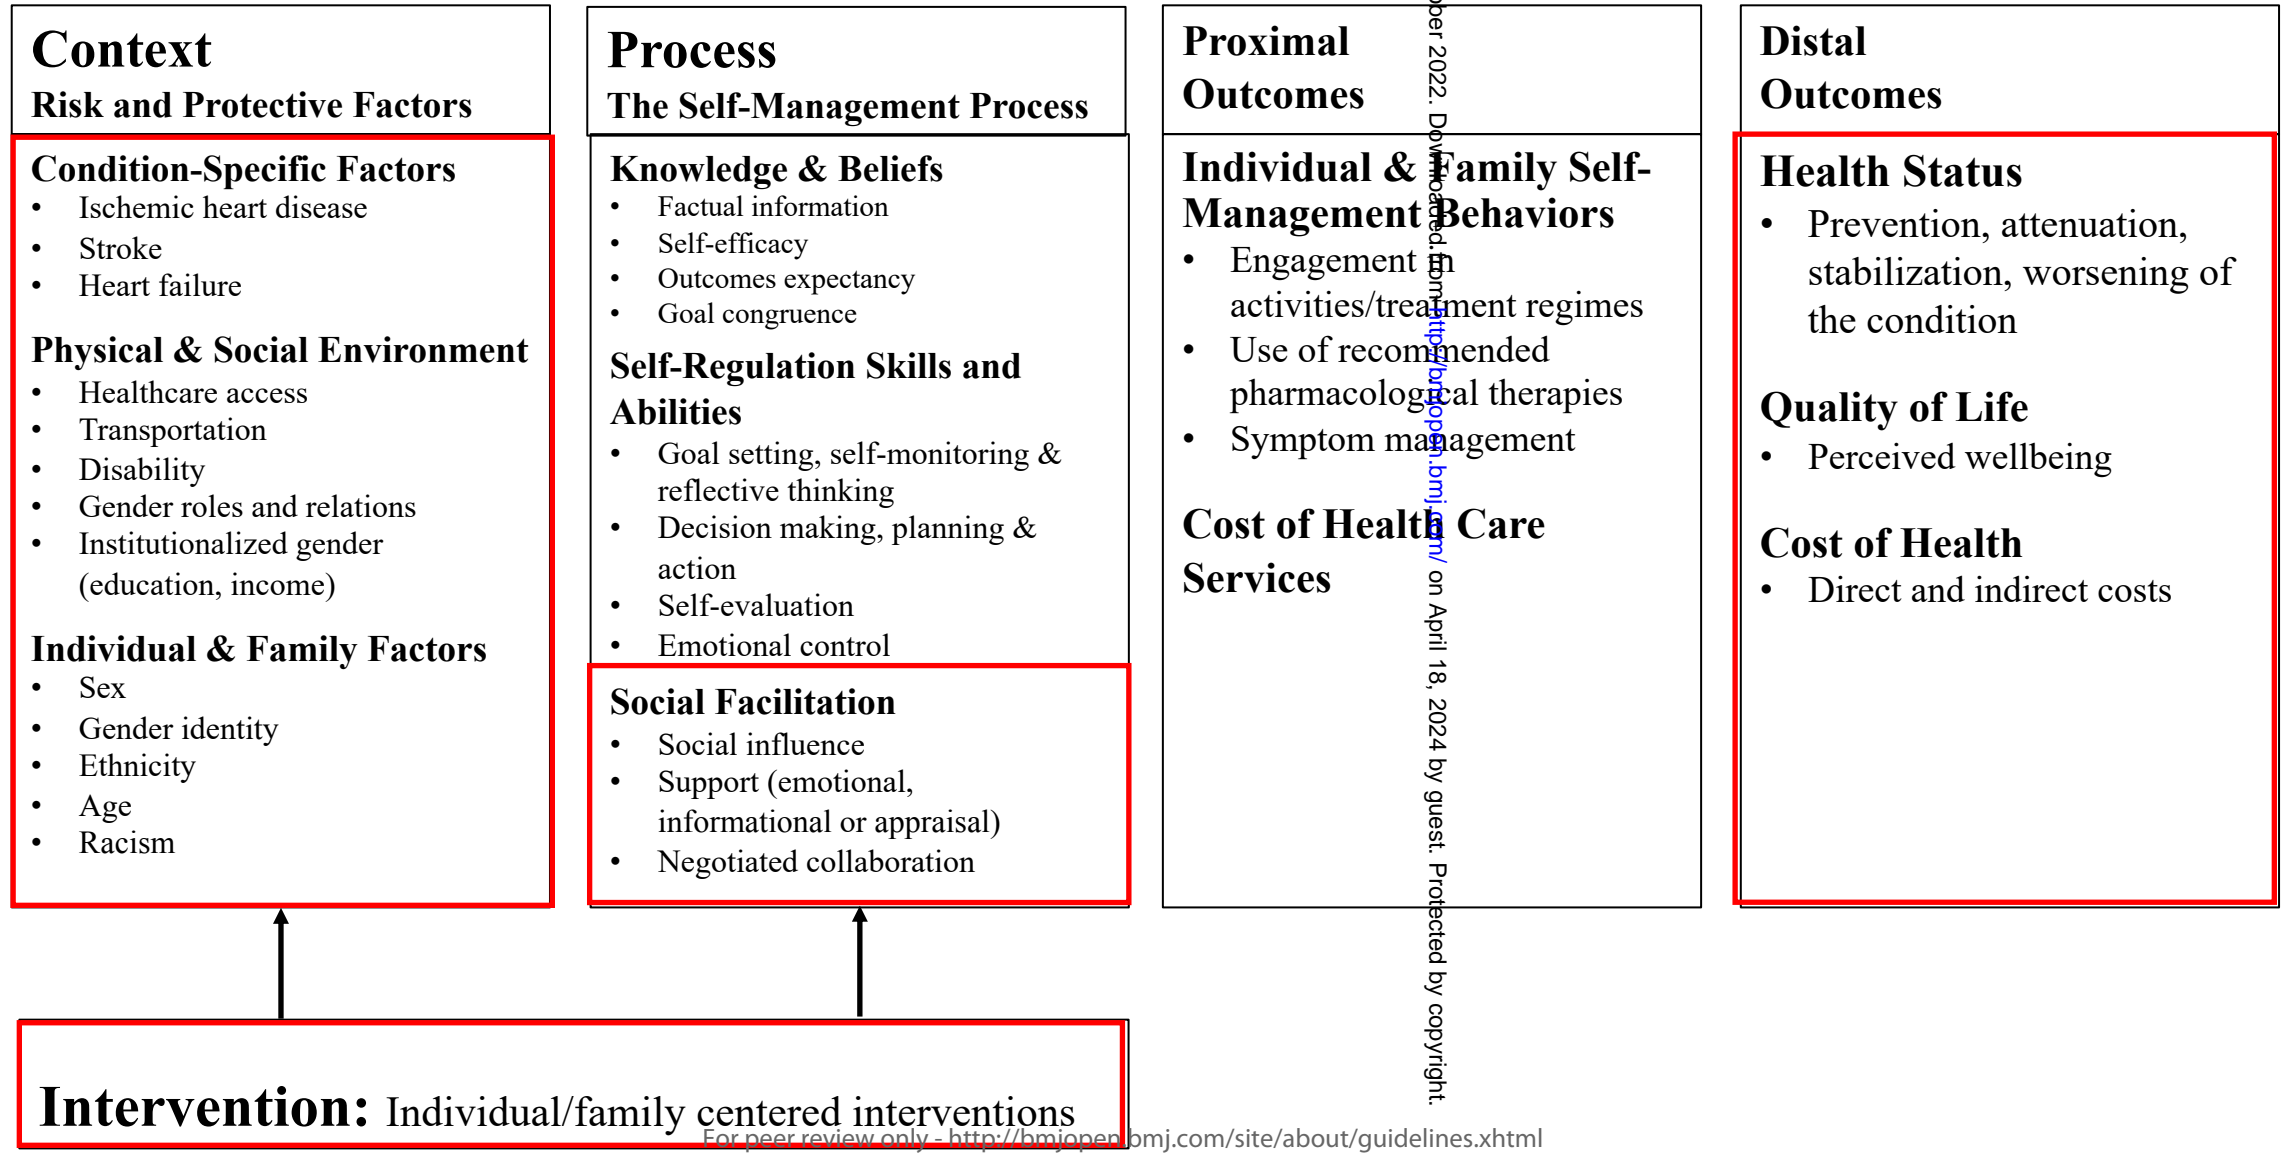 Context
Risk and Protective Factors
Condition-Specific Factors
• Ischemic heart disease
• Stroke
• Heart failure
Physical & Social Environment
• Healthcare access
• Transportation
• Disability
• Gender roles and relations
• Institutionalized gender
(education, income)
Individual & Family Factors
• Sex
• Gender identity
• Ethnicity
• Age
• Racism
Process
The Self-Management Process
Knowledge & Beliefs
• Factual information
• Self-efficacy
• Outcomes expectancy
• Goal congruence
Self-Regulation Skills and
Abilities
• Goal setting, self-monitoring &
reflective thinking
• Decision making, planning &
action
• Self-evaluation
• Emotional control
Social Facilitation
• Social influence
• Support (emotional,
informational or appraisal)
• Negotiated collaboration
Proximal
Outcomes
Individual & Family Self-
Management Behaviors
• Engagement in
activities/treatment regimes
• Use of recommended
pharmacological therapies
• Symptom management
Cost of Health Care
Services
Distal
Outcomes
Health Status
• Prevention, attenuation,
stabilization, worsening of
the condition
Quality of Life
• Perceived wellbeing
Cost of Health
• Direct and indirect costs
Intervention: Individual/family centered interventions
2022. Downloaded from http://bmjopen.bmj.com/ on April 18, 2024 by guest. Protected by copyright.
For peer review only - http://bmjopen.bmj.com/site/about/guidelines.xhtml